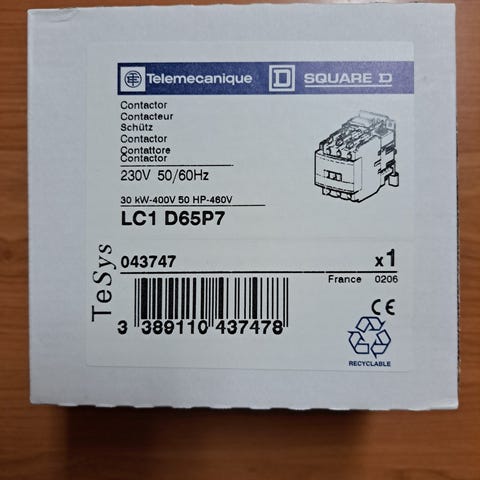 Telemecanique D SQUARE D
Contactor
Contacteur
Schütz
Contactor
Contattore
Contactor
230V 50/60Hz
30 kW-400V 50 HP-460V
LC1 D65P7
TeSys
043747 x1
France 0206
3 389110 437478
CE
RECYCLABLE